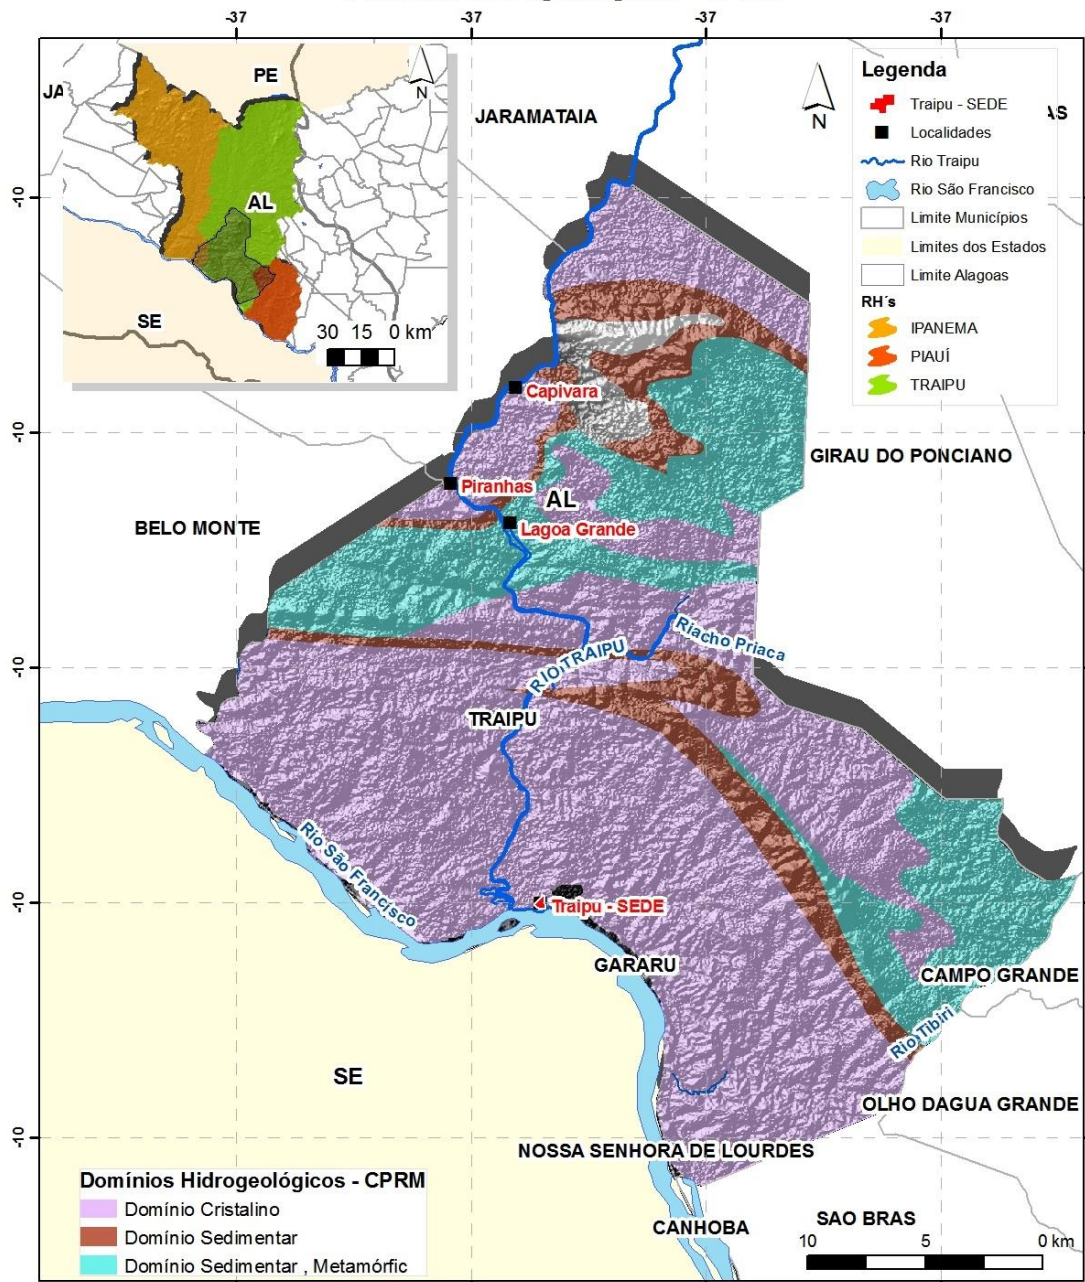 -37 -37 -37 -37
-10
-10
-10
-10
-10
PE
JA
N
AL
SE
30 15 0 km
JARAMATAIA
N
Legenda
Traipu - SEDE
AS
Localidades
Rio Traipu
Rio São Francisco
Limite Municípios
Limites dos Estados
Limite Alagoas
RH´s
IPANEMA
PIAUÍ
TRAIPU
Capivara
GIRAU DO PONCIANO
Piranhas
AL
BELO MONTE
Lagoa Grande
Riacho Priaca
RIO TRAIPU
TRAIPU
Rio São Francisco
Traipu - SEDE
GARARU
CAMPO GRANDE
Rio Tibiri
SE
OLHO DAGUA GRANDE
NOSSA SENHORA DE LOURDES
Domínios Hidrogeológicos - CPRM
Domínio Cristalino
Domínio Sedimentar
Domínio Sedimentar , Metamórfic
CANHOBA
SAO BRAS
10 5 0 km